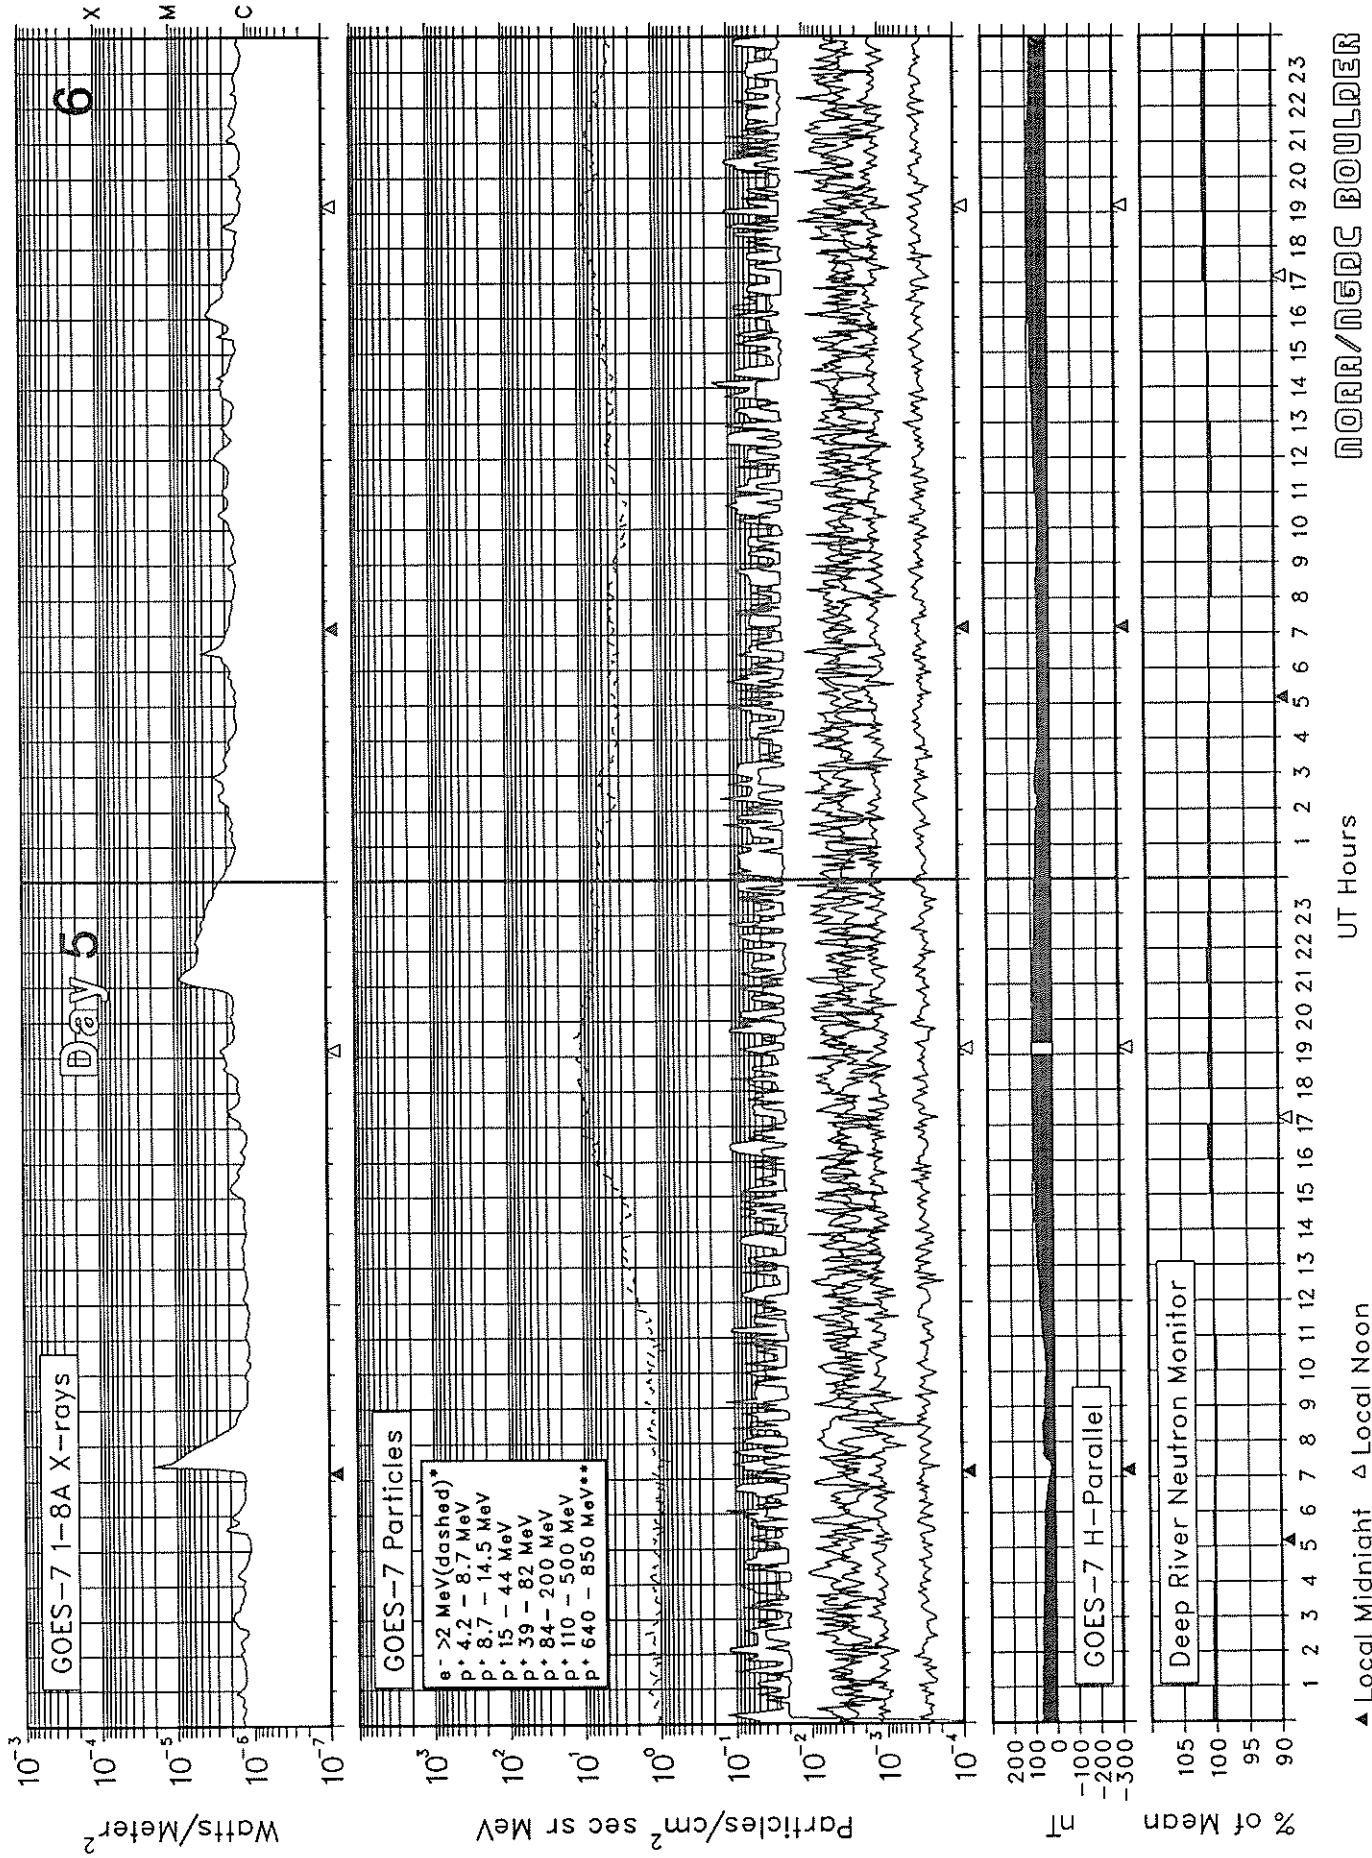 GOES-7 1-8A X-rays
Day 5
6
X
M
C
10⁻³
10⁻⁴
10⁻⁵
10⁻⁶
10⁻⁷
Watts/Meter²
GOES-7 Particles
e⁻ >2 MeV(dashed)*
p⁺ 4.2 - 8.7 MeV
p⁺ 8.7 - 14.5 MeV
p⁺ 15 - 44 MeV
p⁺ 39 - 82 MeV
p⁺ 84 - 200 MeV
p⁺ 110 - 500 MeV
p⁺ 640 - 850 MeV**
10³
10²
10¹
10⁰
10⁻¹
10⁻²
10⁻³
10⁻⁴
Particles/cm² sec sr MeV
GOES-7 H-Parallel
200
100
0
-100
-200
-300
nT
Deep River Neutron Monitor
105
100
95
90
% of Mean
1 2 3 4 5 6 7 8 9 10 11 12 13 14 15 16 17 18 19 20 21 22 23 1 2 3 4 5 6 7 8 9 10 11 12 13 14 15 16 17 18 19 20 21 22 23
UT Hours
▲ Local Midnight △ Local Noon
NOAA/NGDC BOULDER